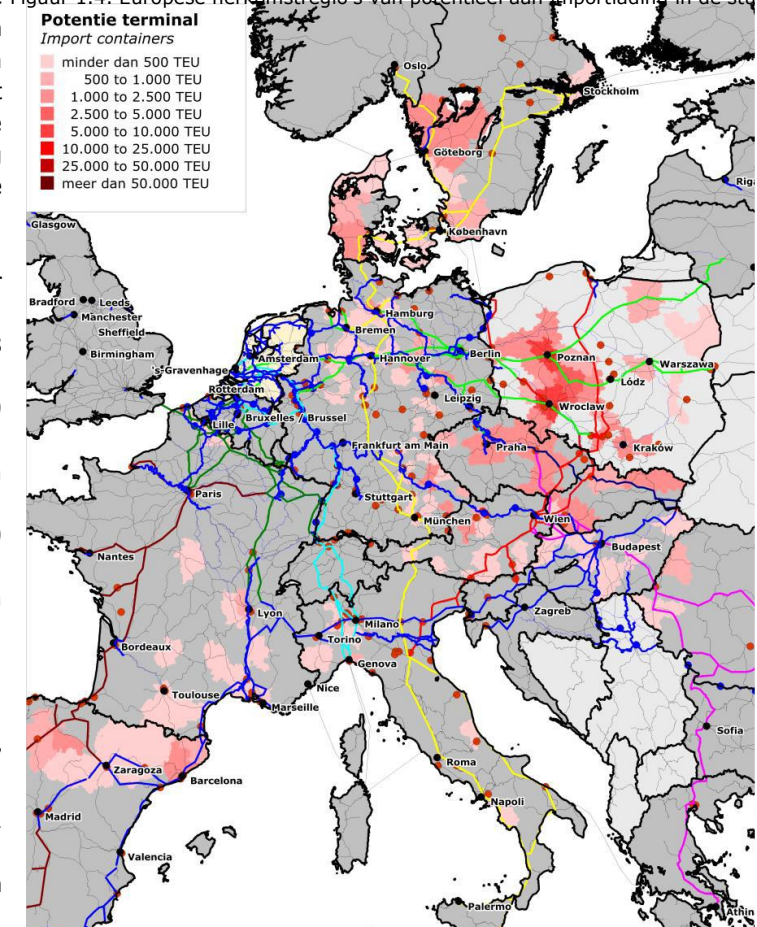 Figuur 1.4: Europese herkomstregio's van potentieel aan importlading in de stu
Potentie terminal
Import containers
minder dan 500 TEU
500 to 1.000 TEU
1.000 to 2.500 TEU
2.500 to 5.000 TEU
5.000 to 10.000 TEU
10.000 to 25.000 TEU
25.000 to 50.000 TEU
meer dan 50.000 TEU
Oslo
Stockholm
Göteborg
Riga
København
Glasgow
Bradford
Leeds
Manchester
Sheffield
Birmingham
Hamburg
Bremen
Amsterdam
Hannover
Berlin
Poznan
Warszawa
's-Gravenhage
Rotterdam
Lódz
Leipzig
Wroclaw
Bruxelles / Brussel
Lille
Frankfurt am Main
Praha
Kraków
Paris
Stuttgart
München
Wien
Nantes
Budapest
Lyon
Milano
Zagreb
Torino
Bordeaux
Genova
Toulouse
Nice
Marseille
Sofia
Zaragoza
Barcelona
Roma
Madrid
Napoli
Valencia
Palermo
Athin